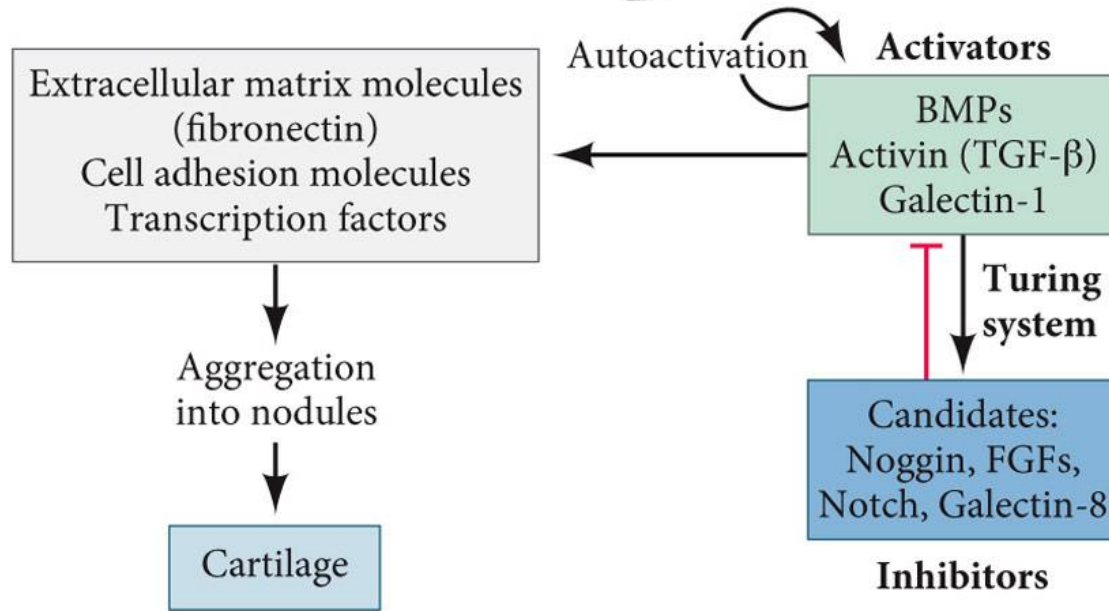 Extracellular matrix molecules
(fibronectin)
Cell adhesion molecules
Transcription factors
Aggregation
into nodules
Cartilage
Autoactivation
Activators
BMPs
Activin (TGF-β)
Galectin-1
Turing
system
Candidates:
Noggin, FGFs,
Notch, Galectin-8
Inhibitors